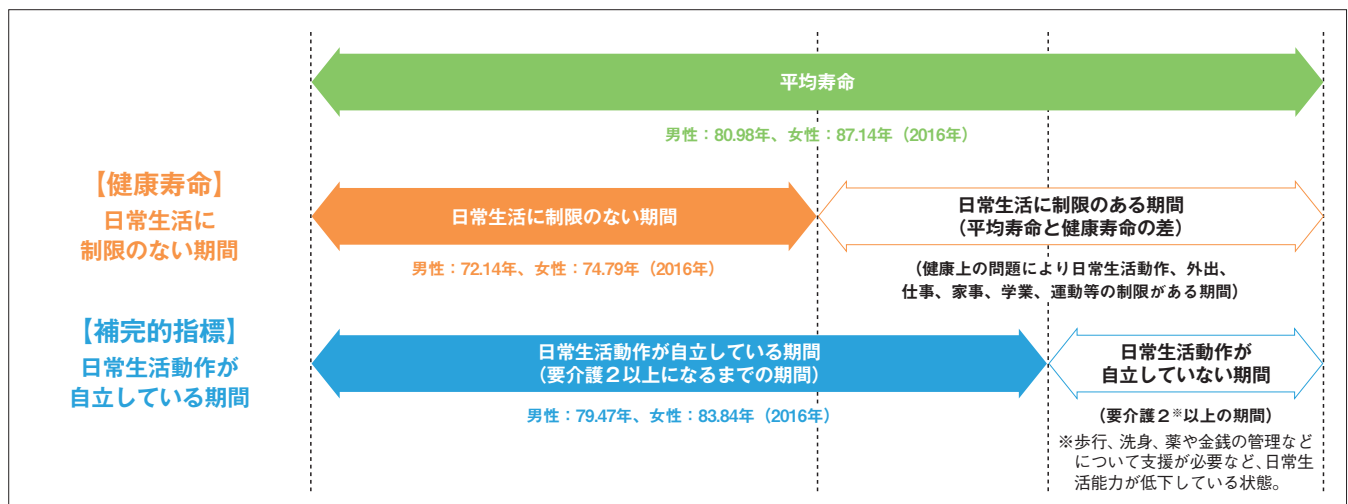 平均寿命
男性：80.98年、女性：87.14年（2016年）
【健康寿命】
日常生活に
制限のない期間
日常生活に制限のない期間
男性：72.14年、女性：74.79年（2016年）
日常生活に制限のある期間
（平均寿命と健康寿命の差）
（健康上の問題により日常生活動作、外出、
仕事、家事、学業、運動等の制限がある期間）
【補完的指標】
日常生活動作が
自立している期間
日常生活動作が自立している期間
（要介護２以上になるまでの期間）
男性：79.47年、女性：83.84年（2016年）
日常生活動作が
自立していない期間
（要介護２※以上の期間）
※歩行、洗身、薬や金銭の管理など
について支援が必要など、日常生
活能力が低下している状態。